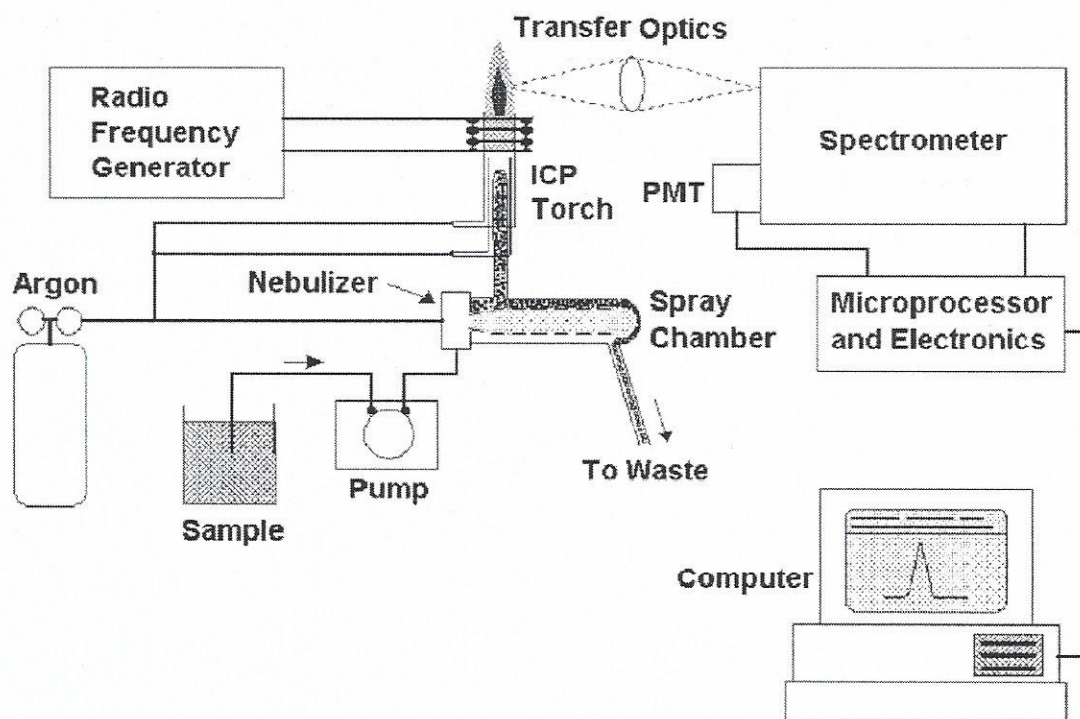 Transfer Optics
Radio
Frequency
Generator
Spectrometer
ICP
Torch
PMT
Argon
Nebulizer
Spray
Chamber
Microprocessor
and Electronics
Pump
To Waste
Sample
Computer